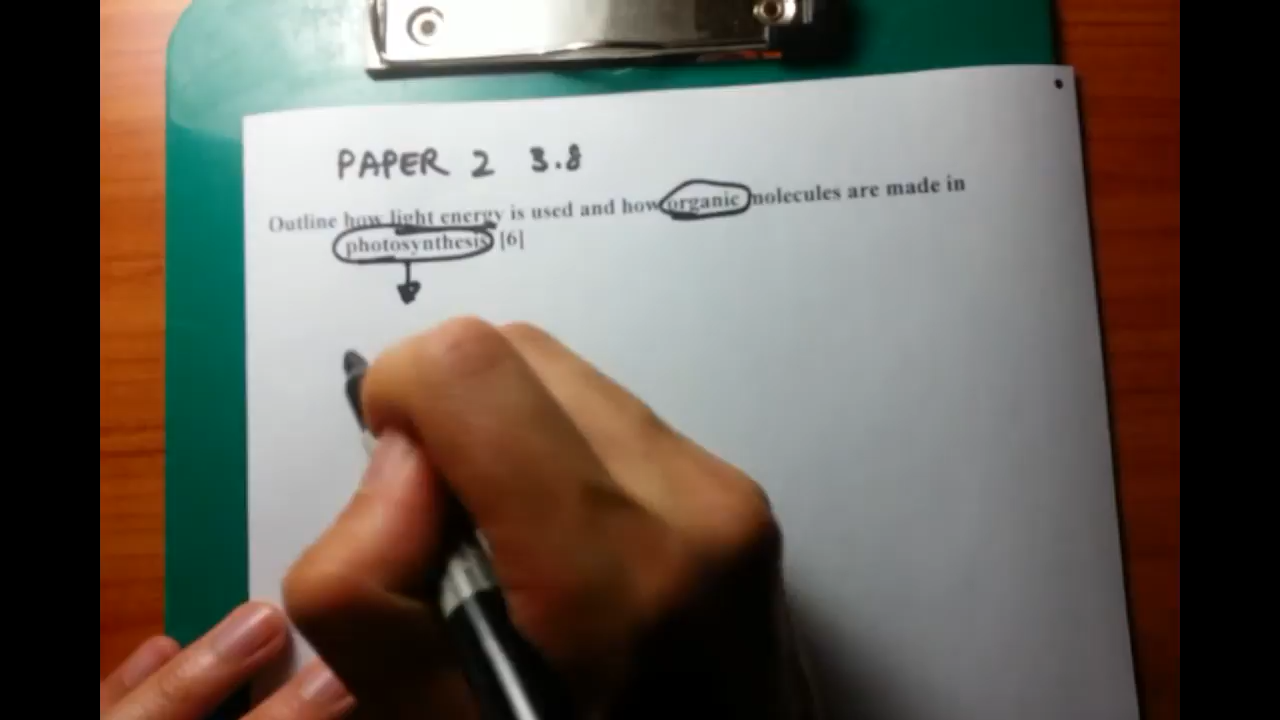 PAPER 2 3.8
Outline how light energy is used and how organic molecules are made in
photosynthesis [6]